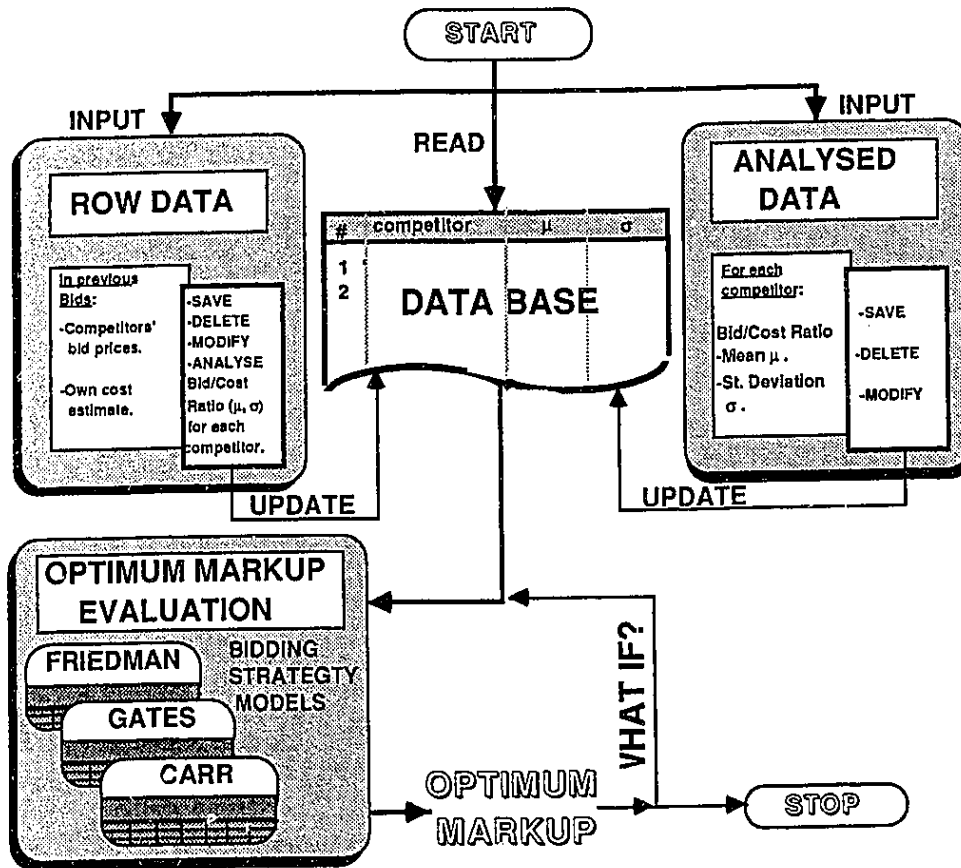 START
INPUT
INPUT
READ
ROW DATA
In previous
Bids:
-Competitors'
bid prices.
-Own cost
estimate.
-SAVE
-DELETE
-MODIFY
-ANALYSE
Bid/Cost
Ratio (μ, σ)
for each
competitor.
UPDATE
# competitor μ σ
1
2
DATA BASE
ANALYSED
DATA
For each
competitor:
Bid/Cost Ratio
-Mean μ.
-St. Deviation
σ.
-SAVE
-DELETE
-MODIFY
UPDATE
OPTIMUM MARKUP
EVALUATION
BIDDING
STRATEGTY
MODELS
FRIEDMAN
GATES
CARR
OPTIMUM
MARKUP
WHAT IF?
STOP